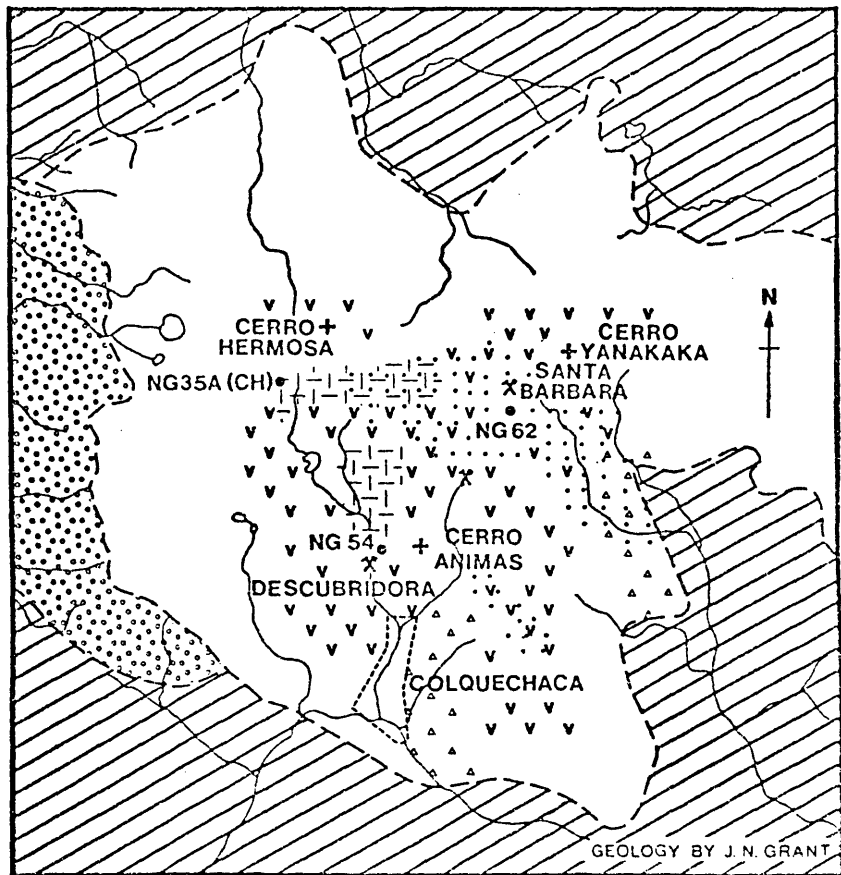 N
CERRO
HERMOSA
CERRO
YANAKAKA
SANTA
BARBARA
NG35A (CH)
NG 62
NG 54
CERRO
ANIMAS
DESCUBRIDORA
COLQUECHACA
GEOLOGY BY J. N. GRANT